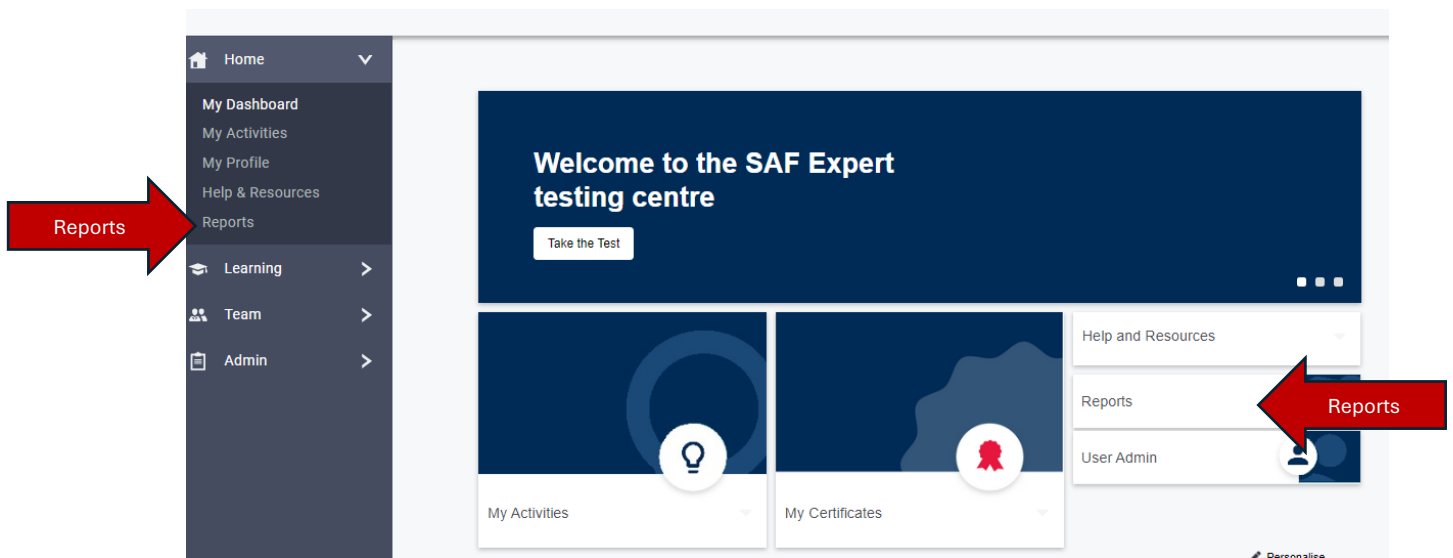 Home
My Dashboard
My Activities
My Profile
Help & Resources
Reports
Reports
Learning
Team
Admin
Welcome to the SAF Expert
testing centre
Take the Test
Help and Resources
Reports
Reports
User Admin
My Activities
My Certificates
Personalise